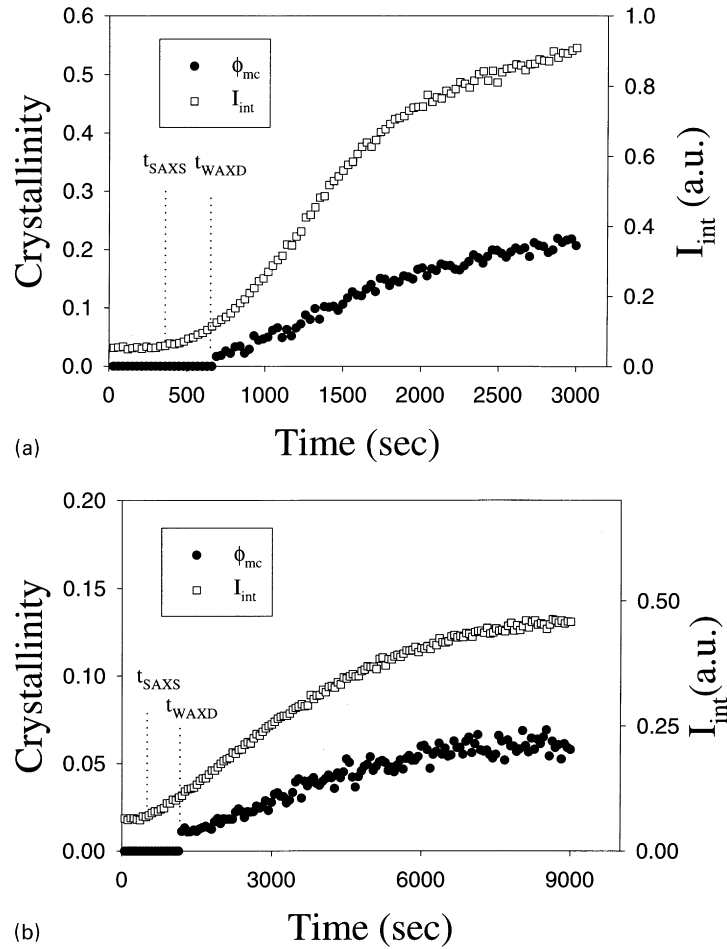 0.6 1.0
ϕmc
Iint
0.5 0.8
0.4
tSAXS tWAXD 0.6
0.3
0.4
0.2
0.1 0.2
0.0 0.0
0 500 1000 1500 2000 2500 3000
Crystallinity
Iint (a.u.)
(a) Time (sec)
0.20
ϕmc
Iint
0.15
0.50
0.10
tSAXS
tWAXD
0.25
0.05
0.00 0.00
0 3000 6000 9000
Crystallinity
Iint(a.u.)
(b) Time (sec)